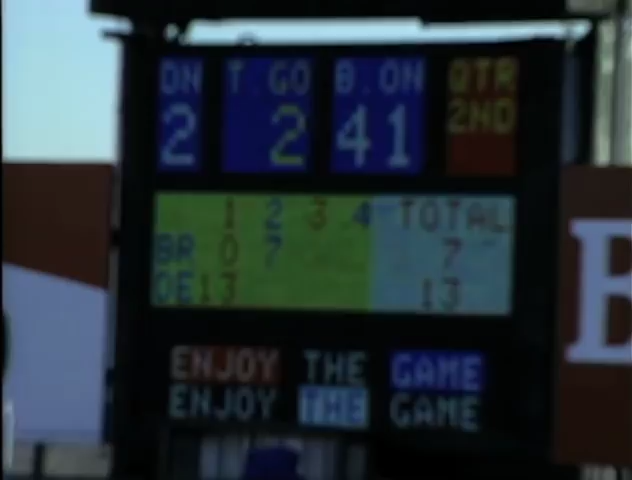 DN T.GO B.ON QTR
2 2 41 2ND
1 2 3 4 TOTAL
BR 0 7 7
DE 13 13
ENJOY THE GAME
ENJOY THE GAME
B